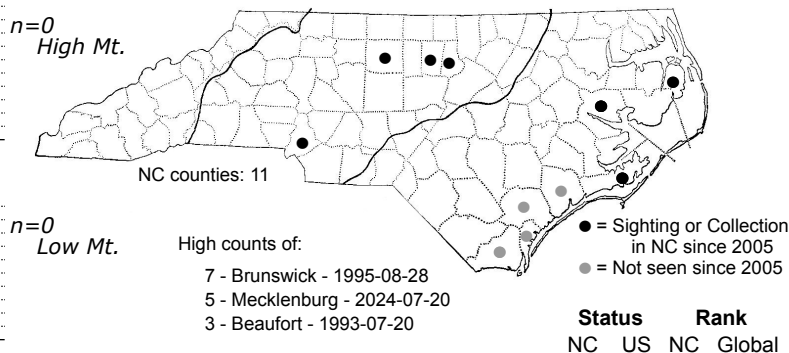 n=0
High Mt.
NC counties: 11
n=0
Low Mt.
High counts of:
7 - Brunswick - 1995-08-28
5 - Mecklenburg - 2024-07-20
3 - Beaufort - 1993-07-20
= Sighting or Collection
in NC since 2005
= Not seen since 2005
Status Rank
NC US NC Global